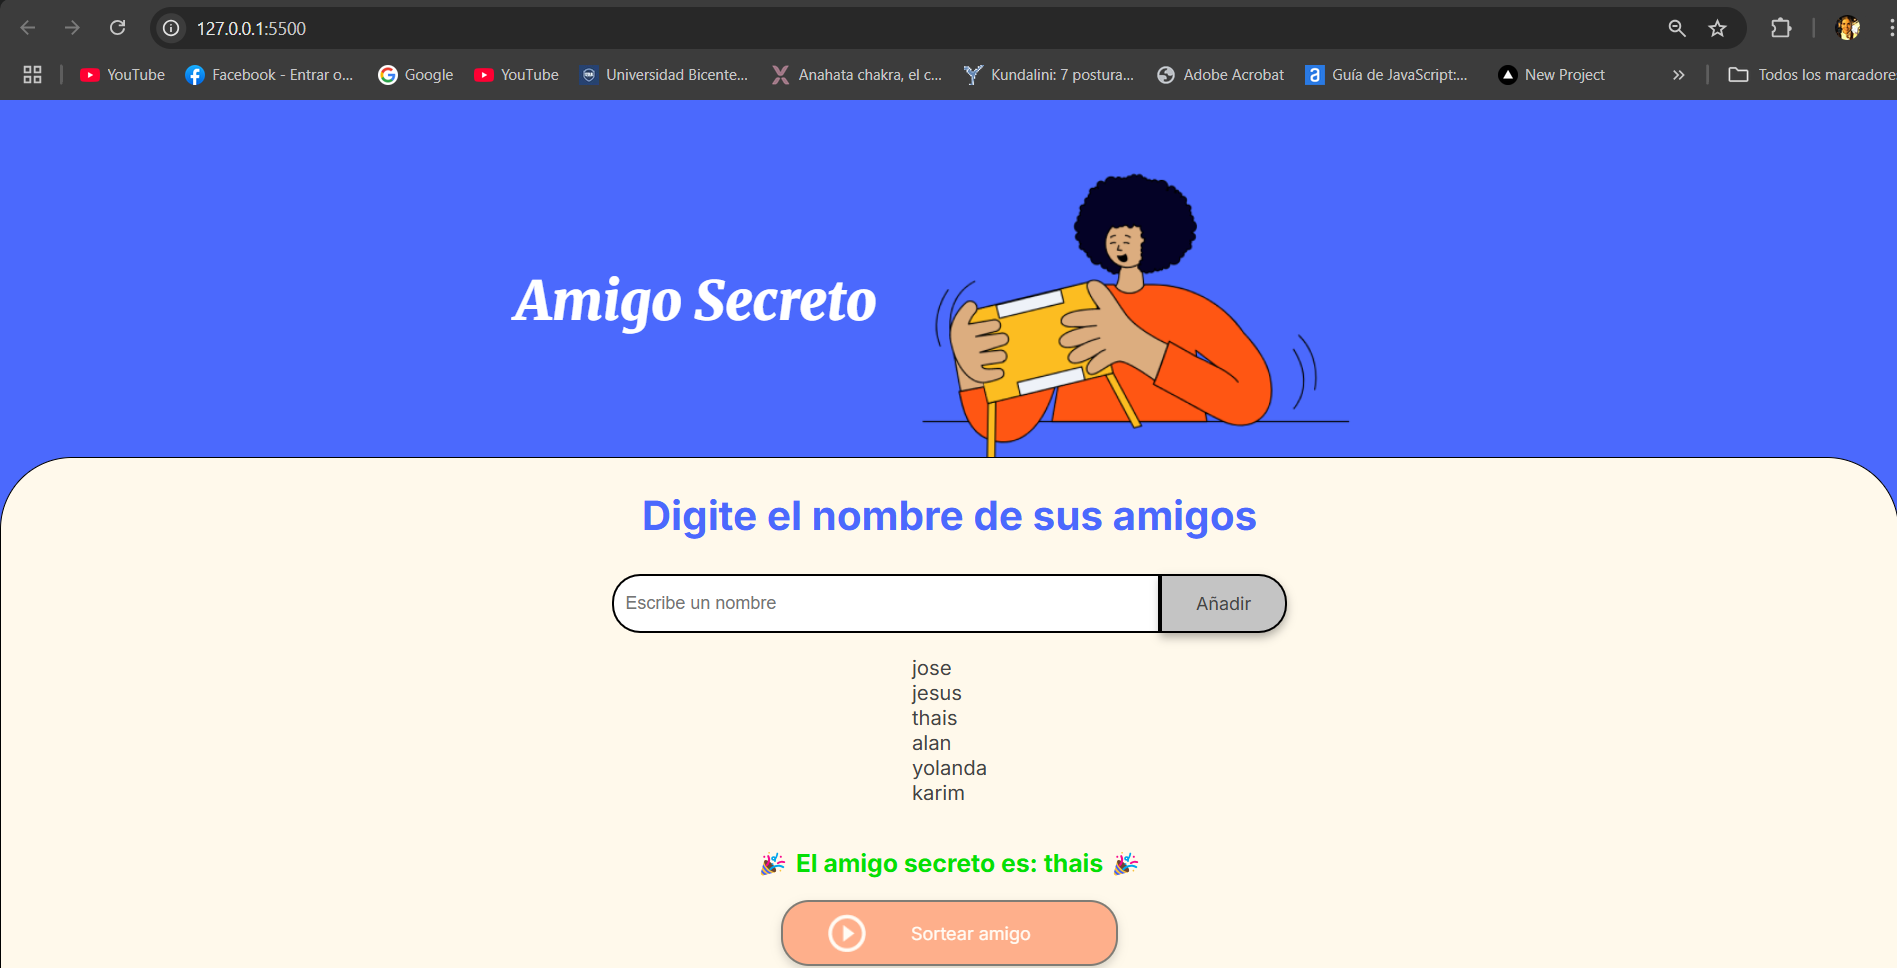 127.0.0.1:5500
YouTube Facebook - Entrar o... Google YouTube Universidad Bicente... Anahata chakra, el c... Kundalini: 7 postura... Adobe Acrobat Guía de JavaScript:... New Project » Todos los marcadores
Amigo Secreto
Digite el nombre de sus amigos
Escribe un nombre Añadir
jose
jesus
thais
alan
yolanda
karim
🎉 El amigo secreto es: thais 🎉
Sortear amigo